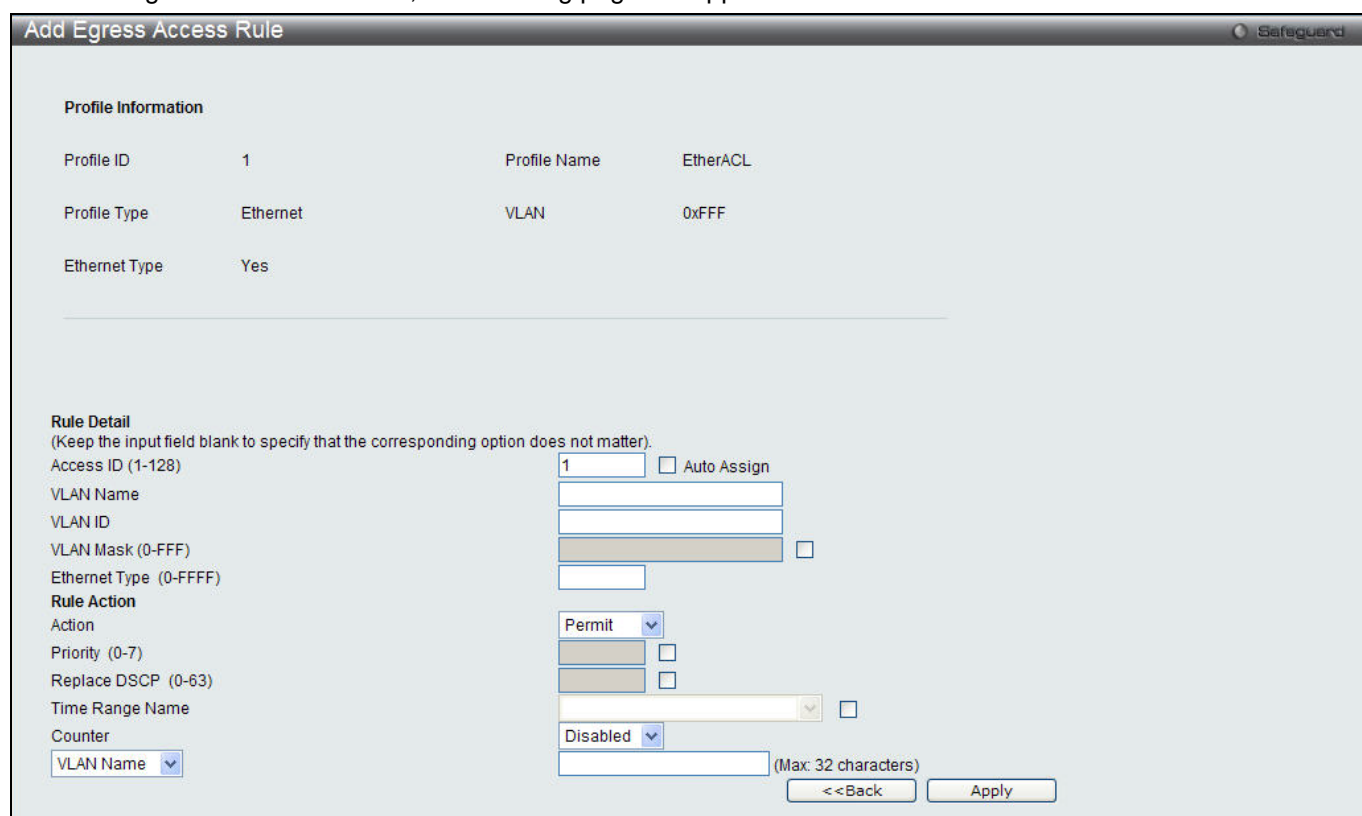 Add Egress Access Rule
Safeguard
Profile Information
Profile ID 1 Profile Name EtherACL
Profile Type Ethernet VLAN 0xFFF
Ethernet Type Yes
Rule Detail
(Keep the input field blank to specify that the corresponding option does not matter).
Access ID (1-128) 1 Auto Assign
VLAN Name
VLAN ID
VLAN Mask (0-FFF)
Ethernet Type (0-FFFF)
Rule Action
Action Permit
Priority (0-7)
Replace DSCP (0-63)
Time Range Name
Counter Disabled
VLAN Name (Max: 32 characters)
<<Back Apply